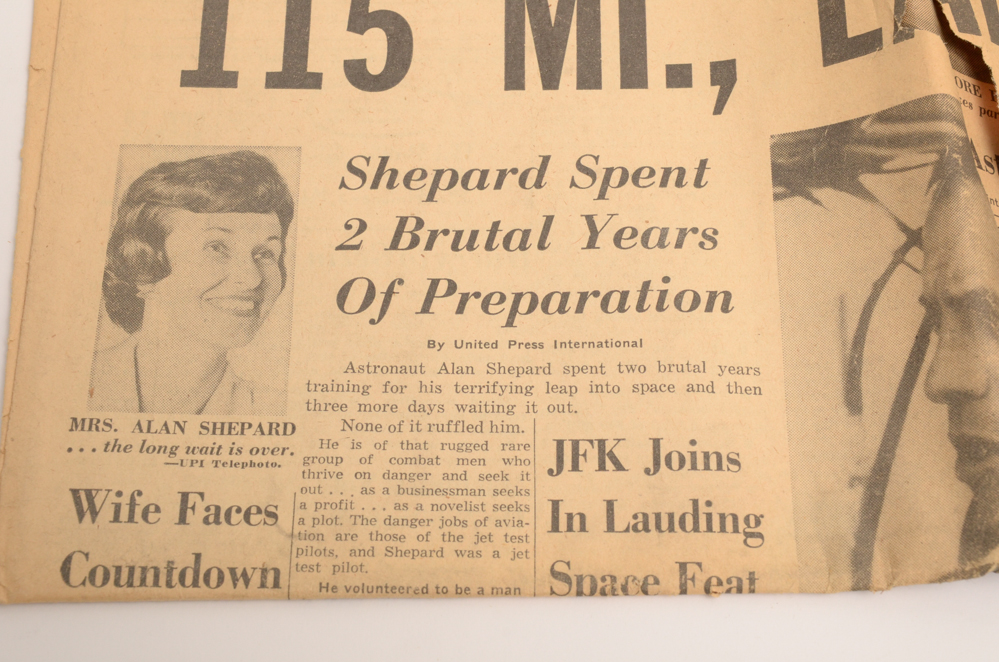 115 MI.,
Shepard Spent
2 Brutal Years
Of Preparation
By United Press International
Astronaut Alan Shepard spent two brutal years
training for his terrifying leap into space and then
three more days waiting it out.
None of it ruffled him.
He is of that rugged rare
group of combat men who
thrive on danger and seek it
out . . . as a businessman seeks
a profit . . . as a novelist seeks
a plot. The danger jobs of avia-
tion are those of the jet test
pilots, and Shepard was a jet
test pilot.
He volunteered to be a man
MRS. ALAN SHEPARD
. . . the long wait is over.
—UPI Telephoto.
Wife Faces
Countdown
JFK Joins
In Lauding
Space Feat